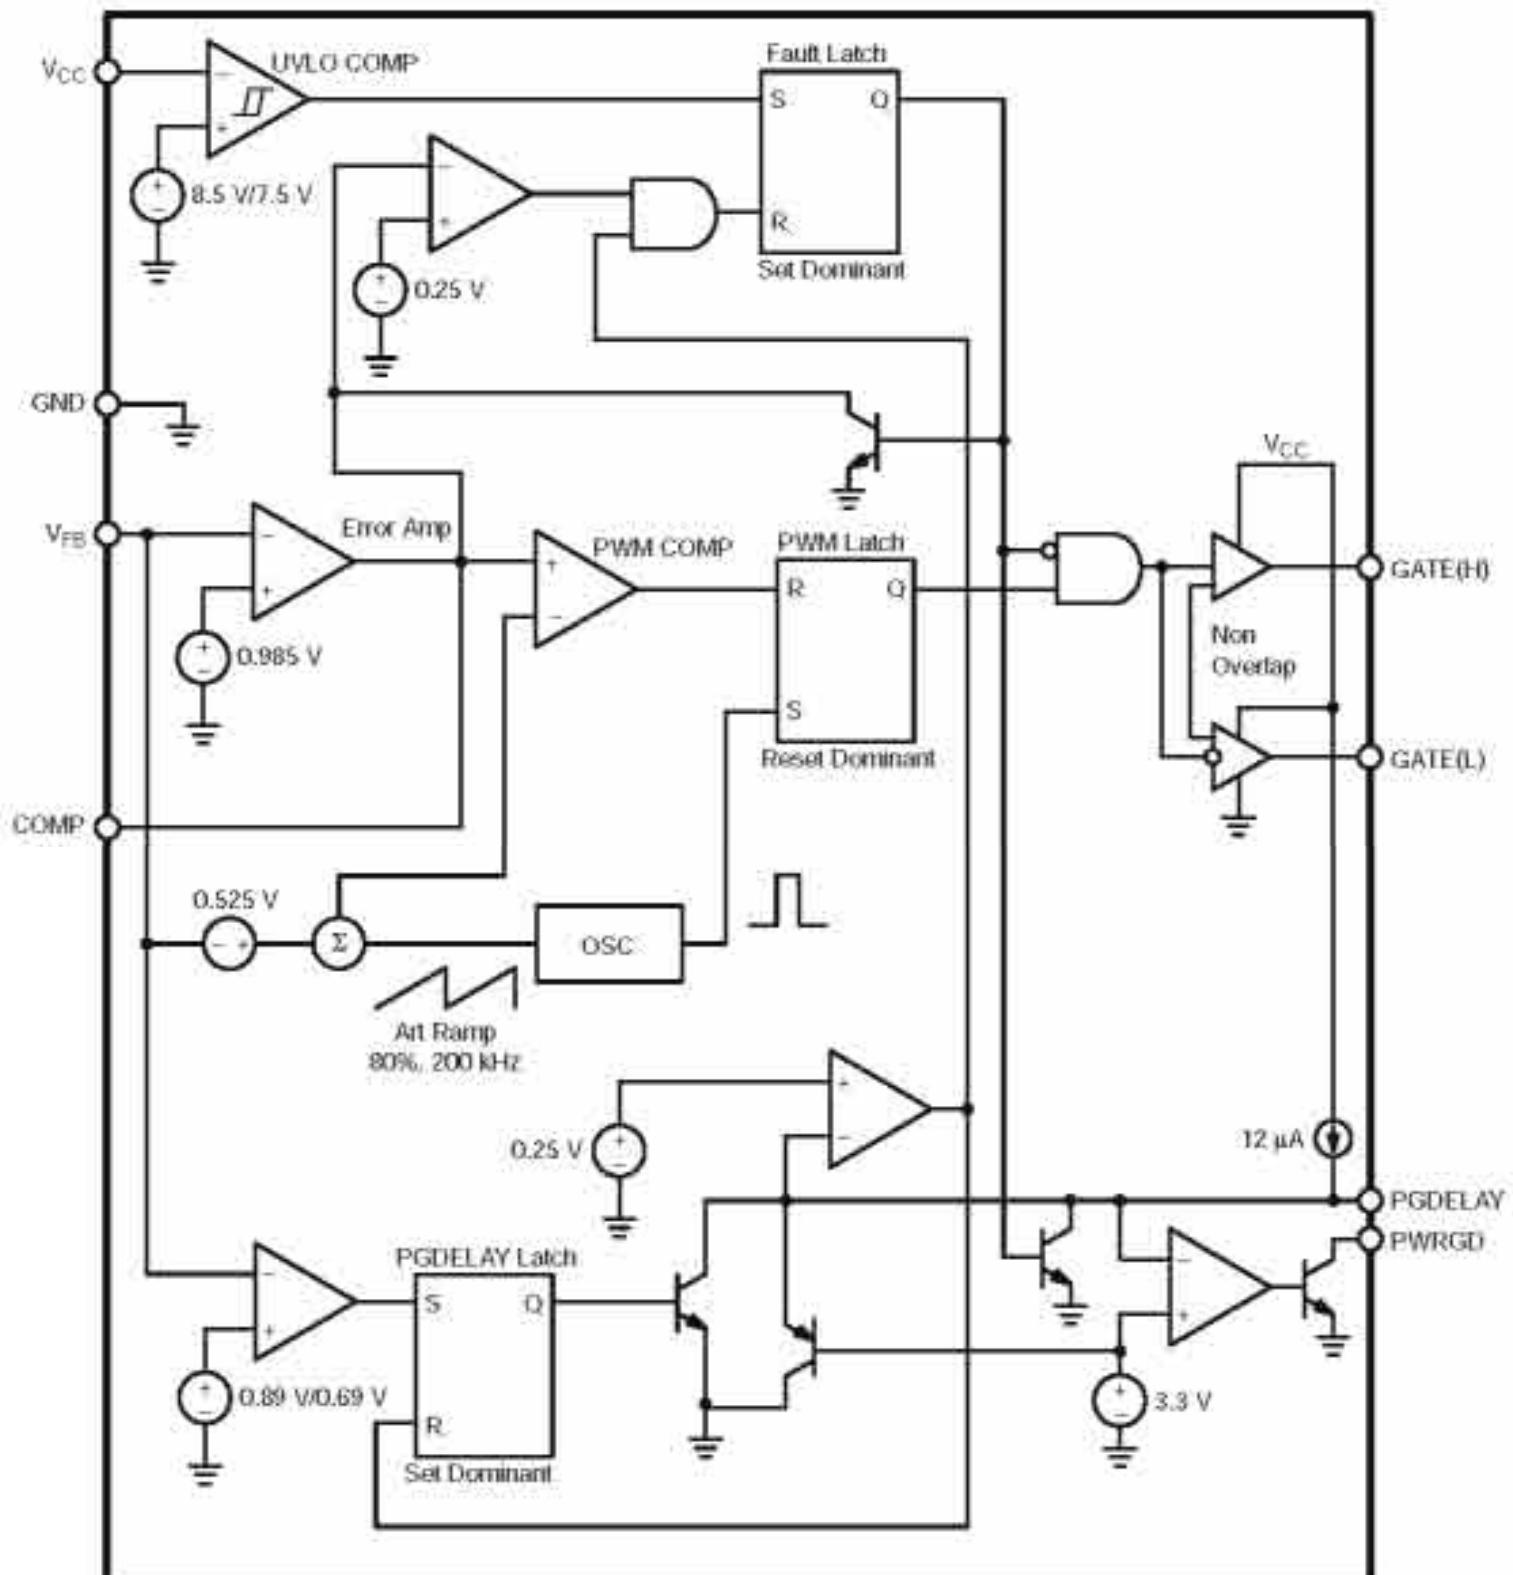 VCC
UVLO COMP
Fault Latch
S
Q
8.5 V/7.5 V
R
0.25 V
Set Dominant
GND
VCC
VFB
Error Amp
PWM COMP
PWM Latch
R
Q
GATE(H)
0.985 V
Non
Overlap
S
Reset Dominant
GATE(L)
COMP
0.525 V
Σ
OSC
Art Ramp
80%, 200 kHz
0.25 V
12 μA
PGDELAY
PWRGD
PGDELAY Latch
S
Q
0.89 V/0.69 V
3.3 V
R
Set Dominant